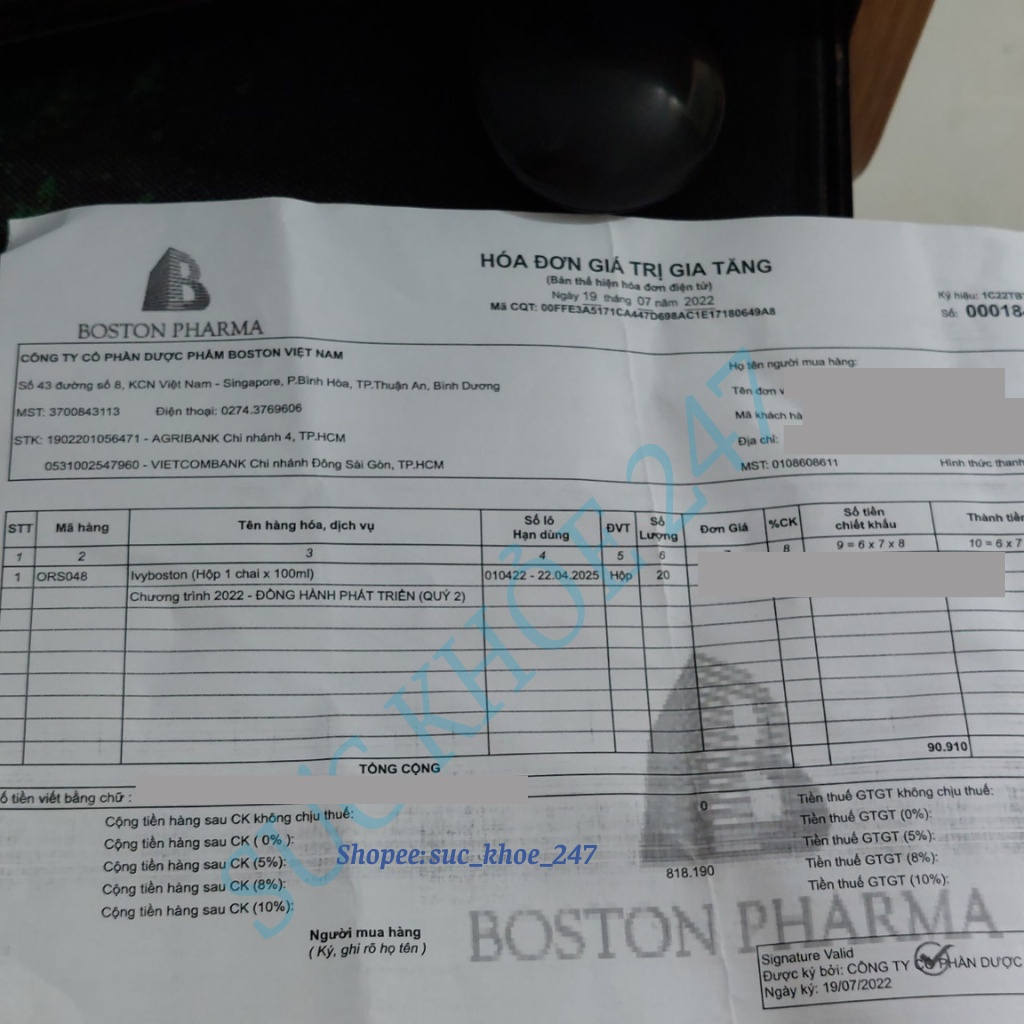 HÓA ĐƠN GIÁ TRỊ GIA TĂNG
(Bản thể hiện hóa đơn điện tử)
Ngày 19 tháng 07 năm 2022
Mã CQT: 00FFE3A5171CA447D698AC1E17180649A8
Ký hiệu: 1C22TB
Số: 00018
B
BOSTON PHARMA
CÔNG TY CỔ PHẦN DƯỢC PHẨM BOSTON VIỆT NAM
Số 43 đường số 8, KCN Việt Nam - Singapore, P.Bình Hòa, TP.Thuận An, Bình Dương
MST: 3700843113 Điện thoại: 0274.3769606
STK: 1902201056471 - AGRIBANK Chi nhánh 4, TP.HCM
0531002547960 - VIETCOMBANK Chi nhánh Đông Sài Gòn, TP.HCM
Họ tên người mua hàng:
Tên đơn v
Mã khách hà
Địa chỉ:
MST: 0108608611 Hình thức thanh
STT Mã hàng Tên hàng hóa, dịch vụ Số lô Hạn dùng ĐVT Số Lượng Đơn Giá %CK Số tiền chiết khấu Thành tiền
1 2 3 4 5 6 8 9 = 6 x 7 x 8 10 = 6 x 7
1 ORS048 Ivyboston (Hộp 1 chai x 100ml) 010422 - 22.04.2025 Hộp 20
Chương trình 2022 - ĐỒNG HÀNH PHÁT TRIỂN (QUÝ 2)
TỔNG CỘNG 90.910
ố tiền viết bằng chữ :
Cộng tiền hàng sau CK không chịu thuế: 0 Tiền thuế GTGT không chịu thuế:
Cộng tiền hàng sau CK ( 0% ): Tiền thuế GTGT (0%):
Cộng tiền hàng sau CK (5%): 818.190 Tiền thuế GTGT (5%):
Cộng tiền hàng sau CK (8%): Tiền thuế GTGT (8%):
Cộng tiền hàng sau CK (10%): Tiền thuế GTGT (10%):
SỨC KHỎE 247
Shopee: suc_khoe_247
BOSTON PHARMA
Người mua hàng
( Ký, ghi rõ họ tên )
Signature Valid
Được ký bởi: CÔNG TY CỔ PHẦN DƯỢC
Ngày ký: 19/07/2022